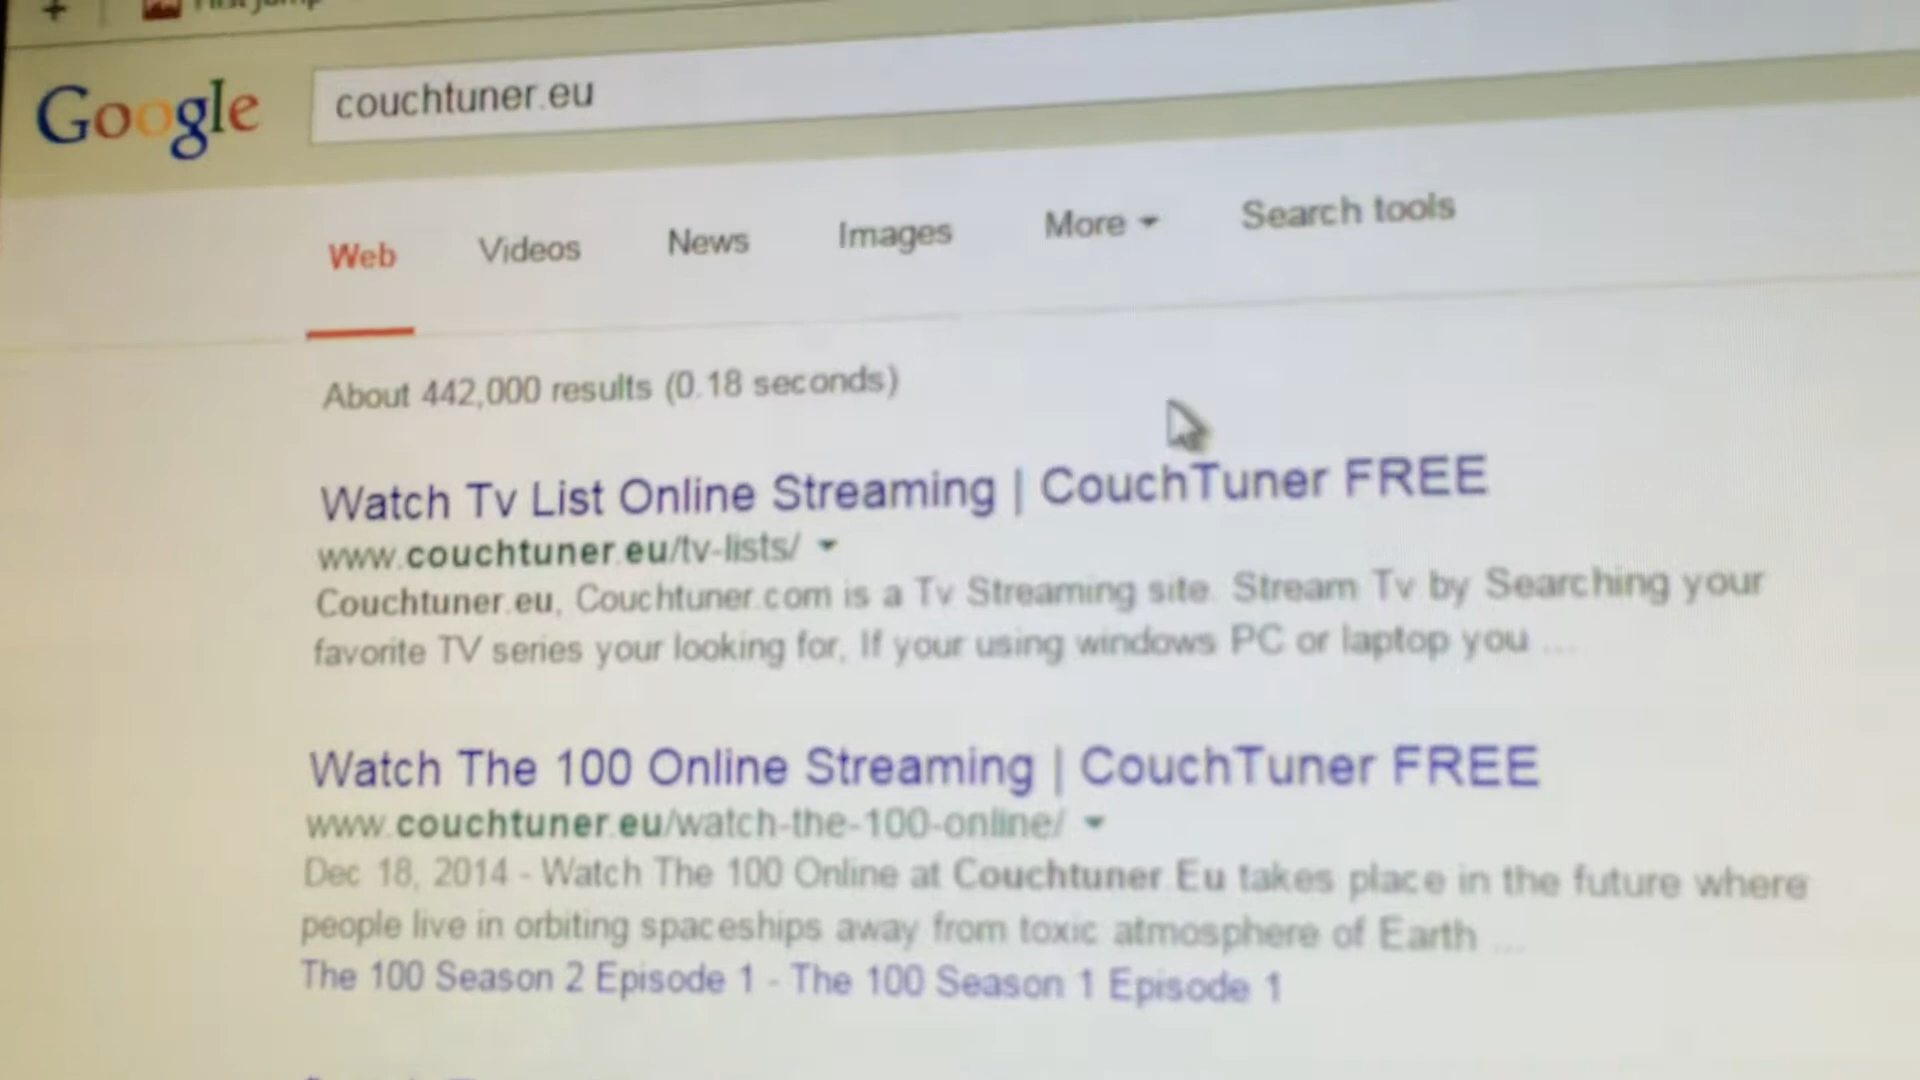 Google
couchtuner.eu
Web Videos News Images More Search tools
About 442,000 results (0.18 seconds)
Watch Tv List Online Streaming | CouchTuner FREE
www.couchtuner.eu/tv-lists/
Couchtuner.eu, Couchtuner.com is a Tv Streaming site. Stream Tv by Searching your
favorite TV series your looking for, If your using windows PC or laptop you ...
Watch The 100 Online Streaming | CouchTuner FREE
www.couchtuner.eu/watch-the-100-online/
Dec 18, 2014 - Watch The 100 Online at Couchtuner.Eu takes place in the future where
people live in orbiting spaceships away from toxic atmosphere of Earth ...
The 100 Season 2 Episode 1 - The 100 Season 1 Episode 1